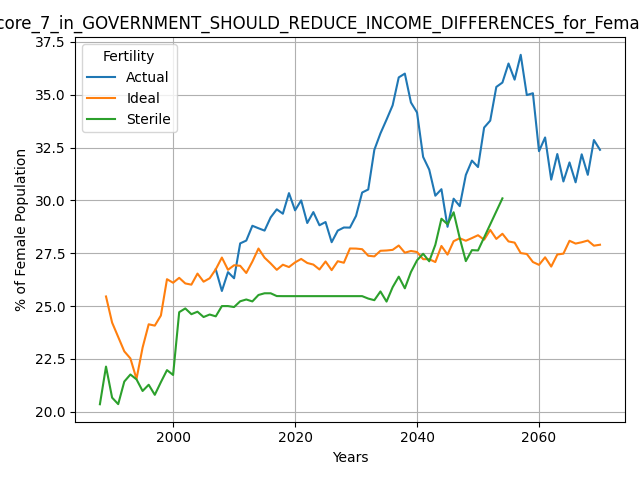 core_7_in_GOVERNMENT_SHOULD_REDUCE_INCOME_DIFFERENCES_for_Fema
37.5
35.0
32.5
30.0
27.5
25.0
22.5
20.0
% of Female Population
Fertility
Actual
Ideal
Sterile
2000
2020
2040
2060
Years